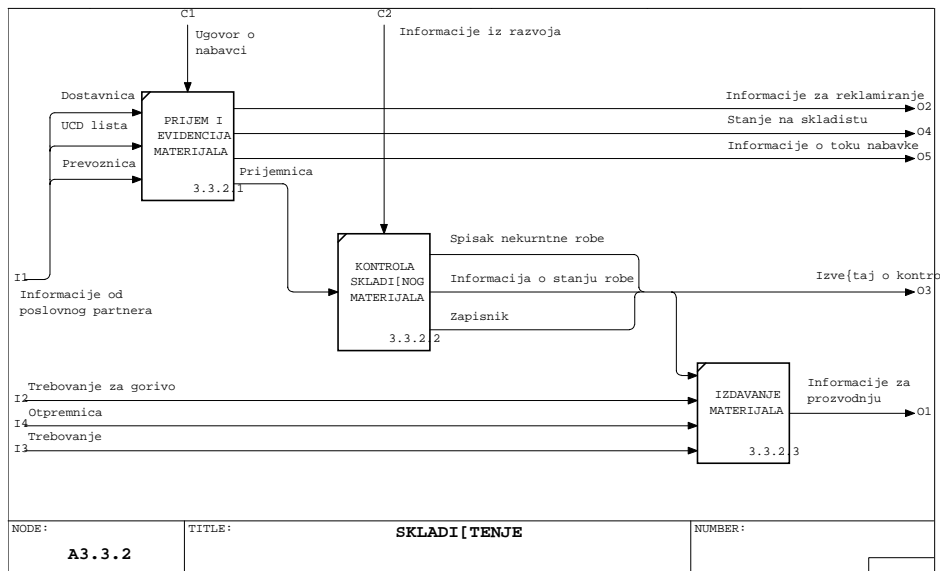 C1
C2
Ugovor o
nabavci
Informacije iz razvoja
Dostavnica
UCD lista
Prevoznica
PRIJEM I
EVIDENCIJA
MATERIJALA
3.3.2.1
Informacije za reklamiranje
O2
Stanje na skladistu
O4
Informacije o toku nabavke
O5
Prijemnica
I1
Informacije od
poslovnog partnera
KONTROLA
SKLADI[NOG
MATERIJALA
3.3.2.2
Spisak nekurntne robe
Informacija o stanju robe
Zapisnik
Izve{taj o kontro
O3
Trebovanje za gorivo
I2
Otpremnica
I4
Trebovanje
I3
IZDAVANJE
MATERIJALA
3.3.2.3
Informacije za
prozvodnju
O1
NODE:
A3.3.2
TITLE:
SKLADI[TENJE
NUMBER: